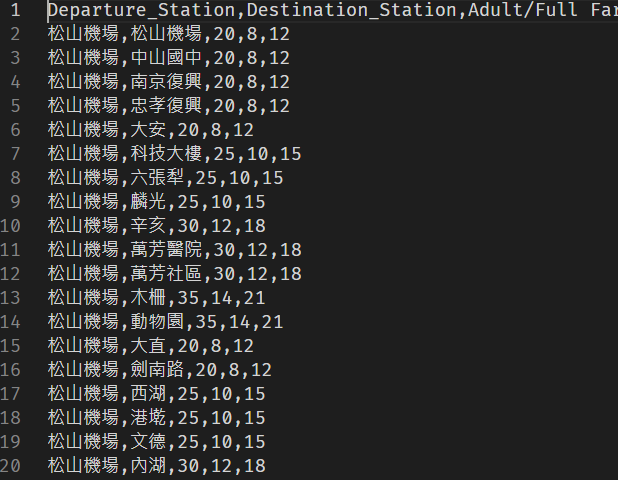 1 Departure_Station,Destination_Station,Adult/Full Far
2 松山機場,松山機場,20,8,12
3 松山機場,中山國中,20,8,12
4 松山機場,南京復興,20,8,12
5 松山機場,忠孝復興,20,8,12
6 松山機場,大安,20,8,12
7 松山機場,科技大樓,25,10,15
8 松山機場,六張犁,25,10,15
9 松山機場,麟光,25,10,15
10 松山機場,辛亥,30,12,18
11 松山機場,萬芳醫院,30,12,18
12 松山機場,萬芳社區,30,12,18
13 松山機場,木柵,35,14,21
14 松山機場,動物園,35,14,21
15 松山機場,大直,20,8,12
16 松山機場,劍南路,20,8,12
17 松山機場,西湖,25,10,15
18 松山機場,港墘,25,10,15
19 松山機場,文德,25,10,15
20 松山機場,內湖,30,12,18